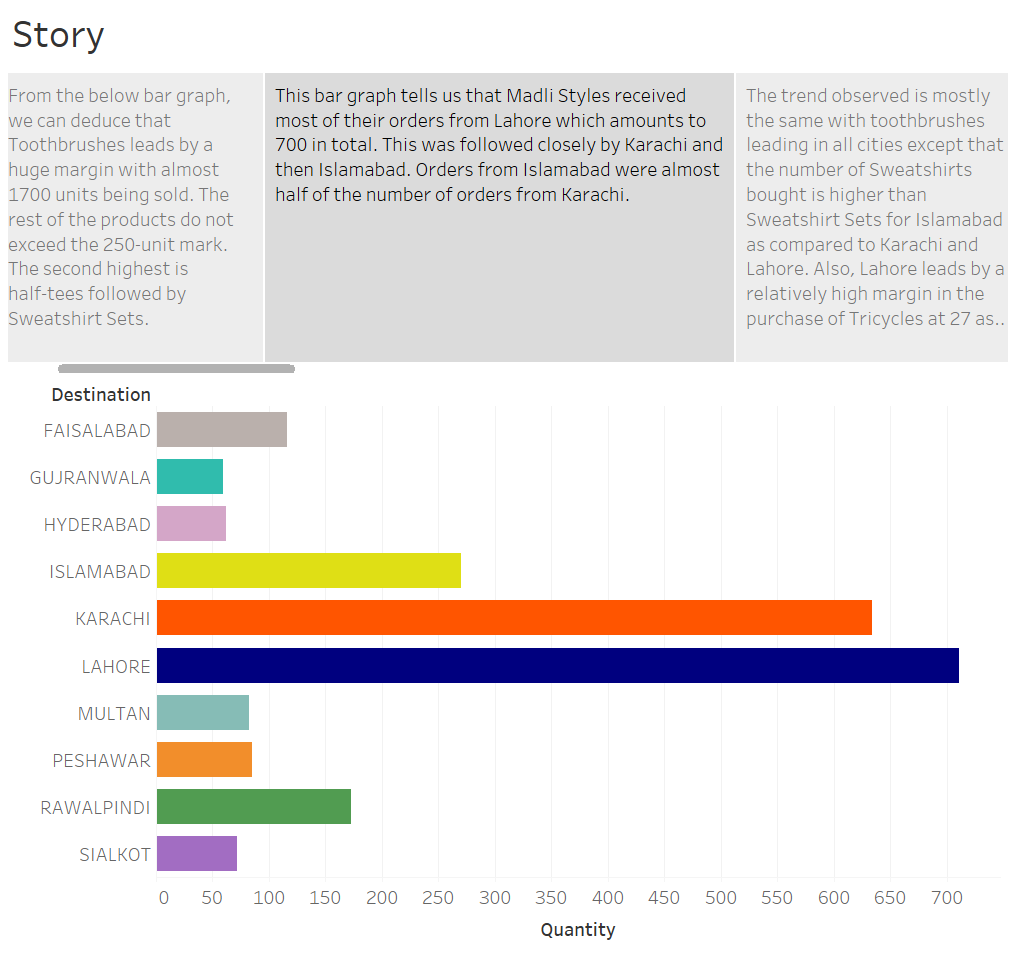 Story
From the below bar graph,
we can deduce that
Toothbrushes leads by a
huge margin with almost
1700 units being sold. The
rest of the products do not
exceed the 250-unit mark.
The second highest is
half-tees followed by
Sweatshirt Sets.
This bar graph tells us that Madli Styles received
most of their orders from Lahore which amounts to
700 in total. This was followed closely by Karachi and
then Islamabad. Orders from Islamabad were almost
half of the number of orders from Karachi.
The trend observed is mostly
the same with toothbrushes
leading in all cities except that
the number of Sweatshirts
bought is higher than
Sweatshirt Sets for Islamabad
as compared to Karachi and
Lahore. Also, Lahore leads by a
relatively high margin in the
purchase of Tricycles at 27 as..
Destination
FAISALABAD
GUJRANWALA
HYDERABAD
ISLAMABAD
KARACHI
LAHORE
MULTAN
PESHAWAR
RAWALPINDI
SIALKOT
0 50 100 150 200 250 300 350 400 450 500 550 600 650 700
Quantity